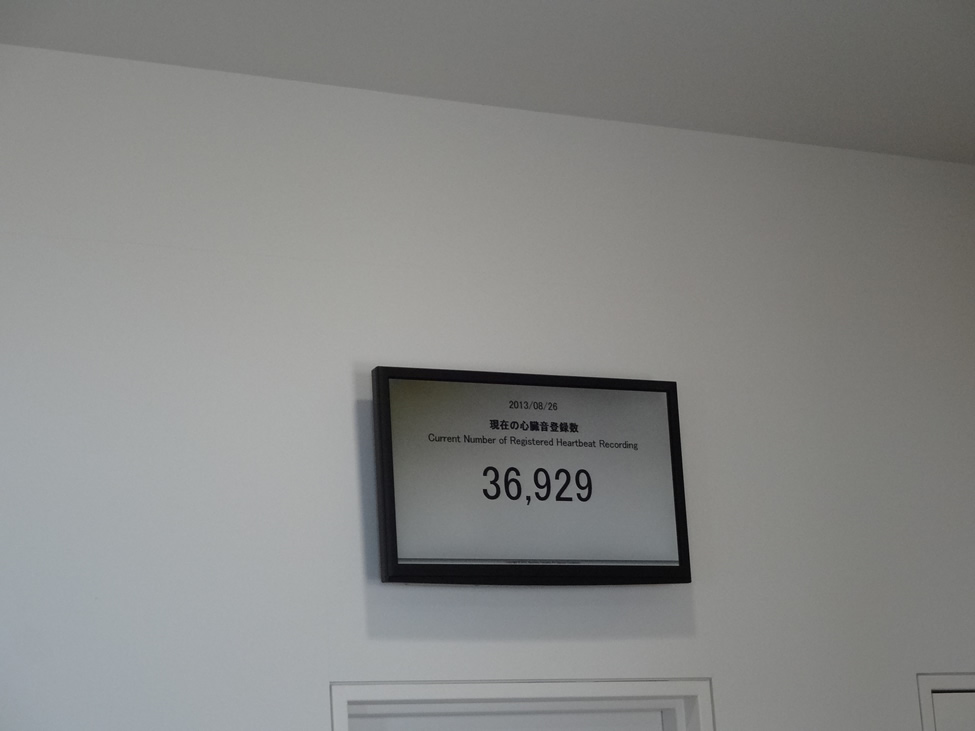 2013/08/26
現在の心臓音登録数
Current Number of Registered Heartbeat Recording
36,929